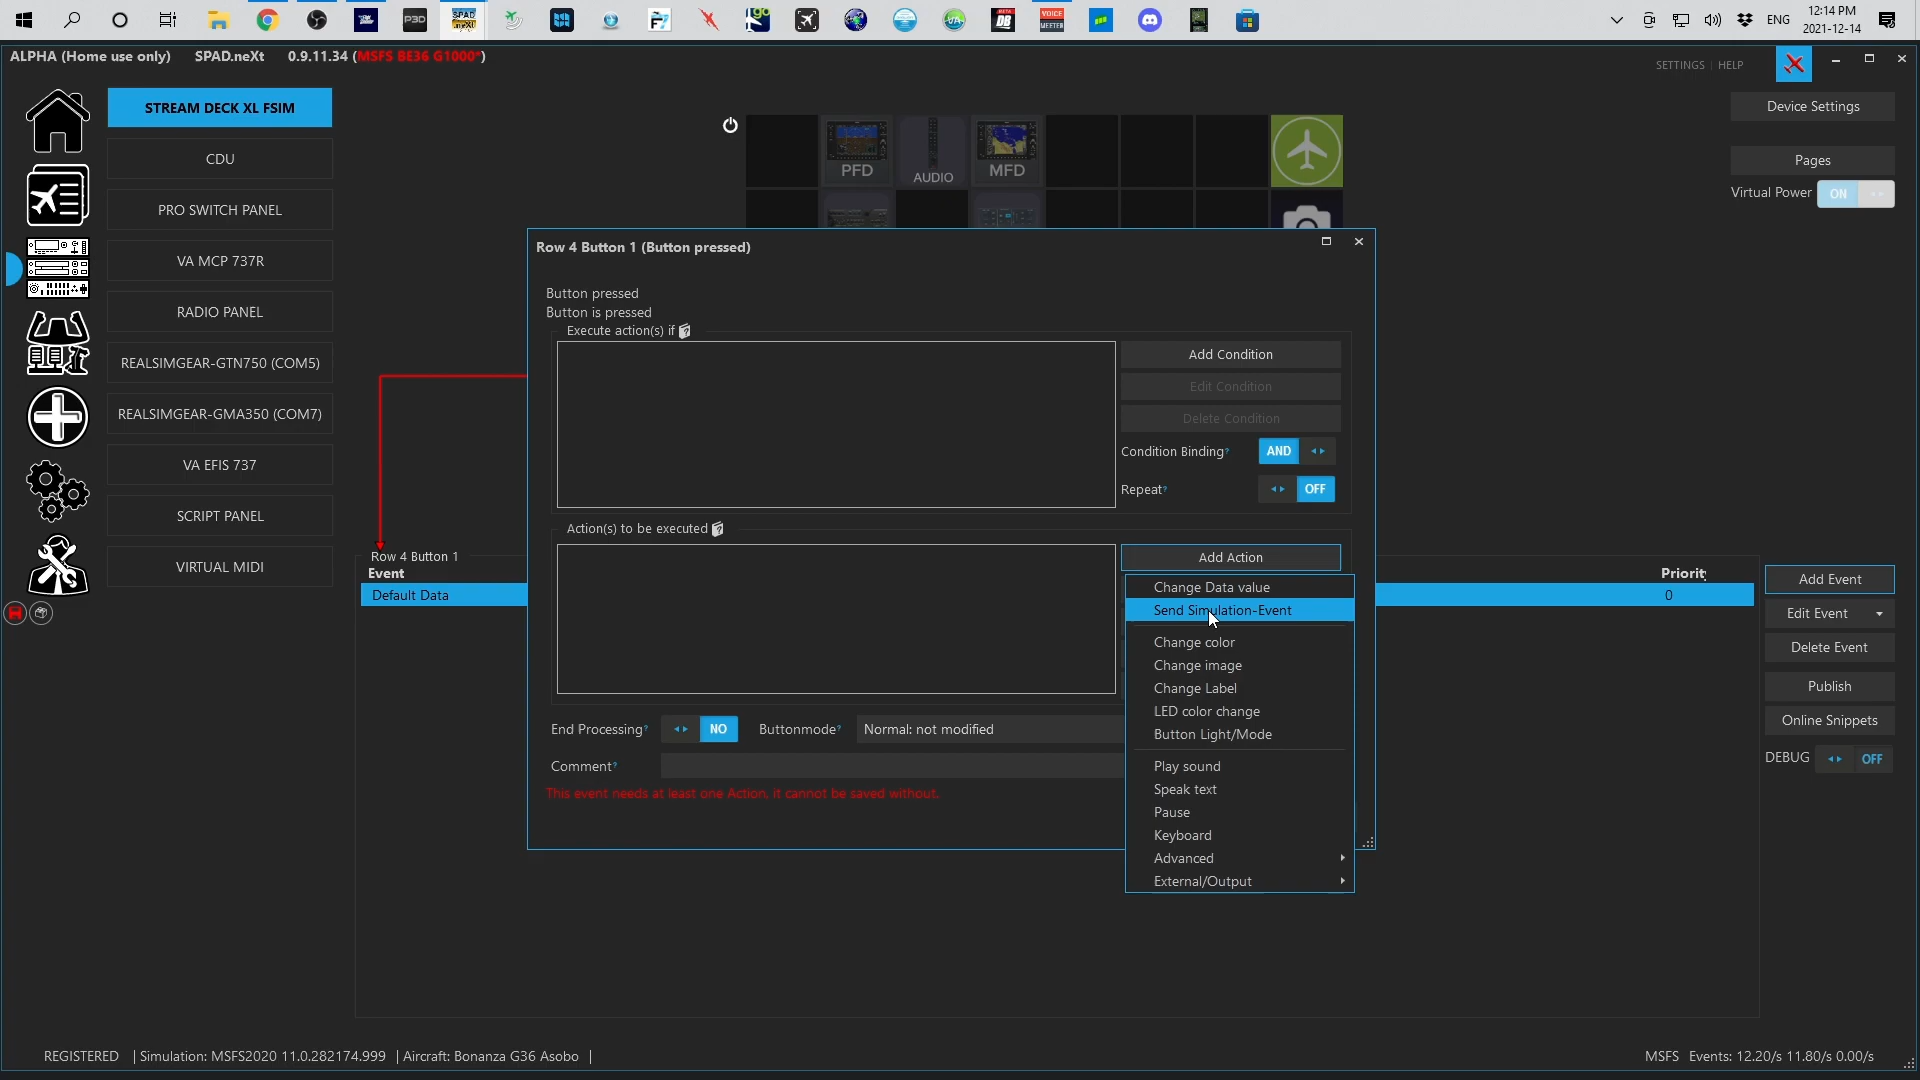 ENG
12:14 PM
2021-12-14
P3D
SPAD
neXt
BETA
DB
VOICE
MEETER
ALPHA (Home use only) SPAD.neXt 0.9.11.34 (MSFS BE36 G1000*)
SETTINGS | HELP
STREAM DECK XL FSIM
CDU
PRO SWITCH PANEL
VA MCP 737R
RADIO PANEL
REALSIMGEAR-GTN750 (COM5)
REALSIMGEAR-GMA350 (COM7)
VA EFIS 737
SCRIPT PANEL
VIRTUAL MIDI
PFD
AUDIO
MFD
Device Settings
Pages
Virtual Power ON
Row 4 Button 1 (Button pressed)
Button pressed
Button is pressed
Execute action(s) if
Add Condition
Edit Condition
Delete Condition
Condition Binding? AND
Repeat? OFF
Action(s) to be executed
Add Action
Change Data value
Send Simulation-Event
Change color
Change image
Change Label
LED color change
Button Light/Mode
Play sound
Speak text
Pause
Keyboard
Advanced
External/Output
End Processing? NO Buttonmode? Normal: not modified
Comment?
This event needs at least one Action, it cannot be saved without.
Row 4 Button 1
Event
Priority
Default Data
0
Add Event
Edit Event
Delete Event
Publish
Online Snippets
DEBUG OFF
REGISTERED | Simulation: MSFS2020 11.0.282174.999 | Aircraft: Bonanza G36 Asobo |
MSFS Events: 12.20/s 11.80/s 0.00/s